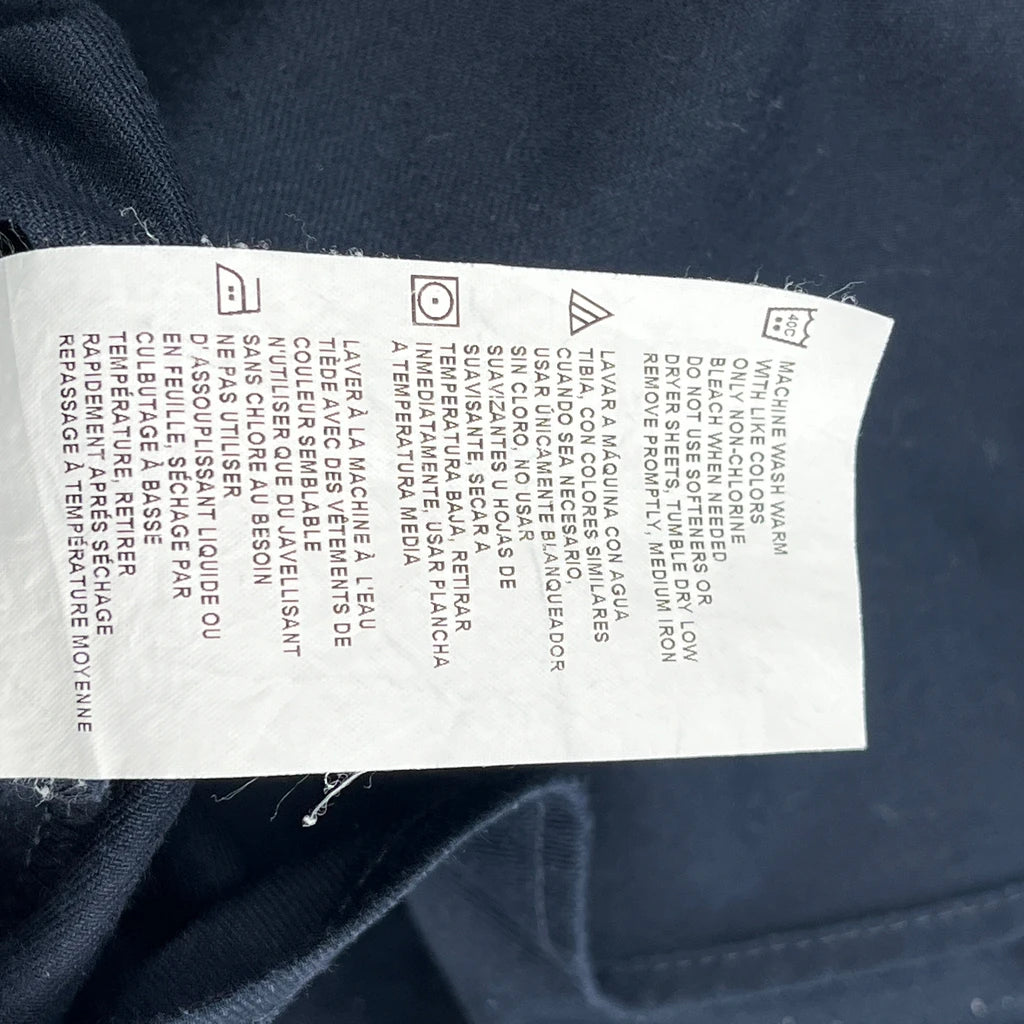 40C
MACHINE WASH WARM
WITH LIKE COLORS
ONLY NON-CHLORINE
BLEACH WHEN NEEDED
DO NOT USE SOFTENERS OR
DRYER SHEETS, TUMBLE DRY LOW
REMOVE PROMPTLY, MEDIUM IRON
LAVAR A MÁQUINA CON AGUA
TIBIA, CON COLORES SIMILARES
CUANDO SEA NECESARIO,
USAR ÚNICAMENTE BLANQUEADOR
SIN CLORO, NO USAR
SUAVIZANTES U HOJAS DE
SUAVISANTE, SECAR A
TEMPERATURA BAJA, RETIRAR
INMEDIATAMENTE, USAR PLANCHA
A TEMPERATURA MEDIA
LAVER À LA MACHINE À L'EAU
TIÈDE AVEC DES VÊTEMENTS DE
COULEUR SEMBLABLE
N'UTILISER QUE DU JAVELLISANT
SANS CHLORE AU BESOIN
NE PAS UTILISER
D'ASSOUPLISSANT LIQUIDE OU
EN FEUILLE, SÉCHAGE PAR
CULBUTAGE À BASSE
TEMPÉRATURE, RETIRER
RAPIDEMENT APRÉS SÉCHAGE
REPASSAGE À TEMPÉRATURE MOYENNE